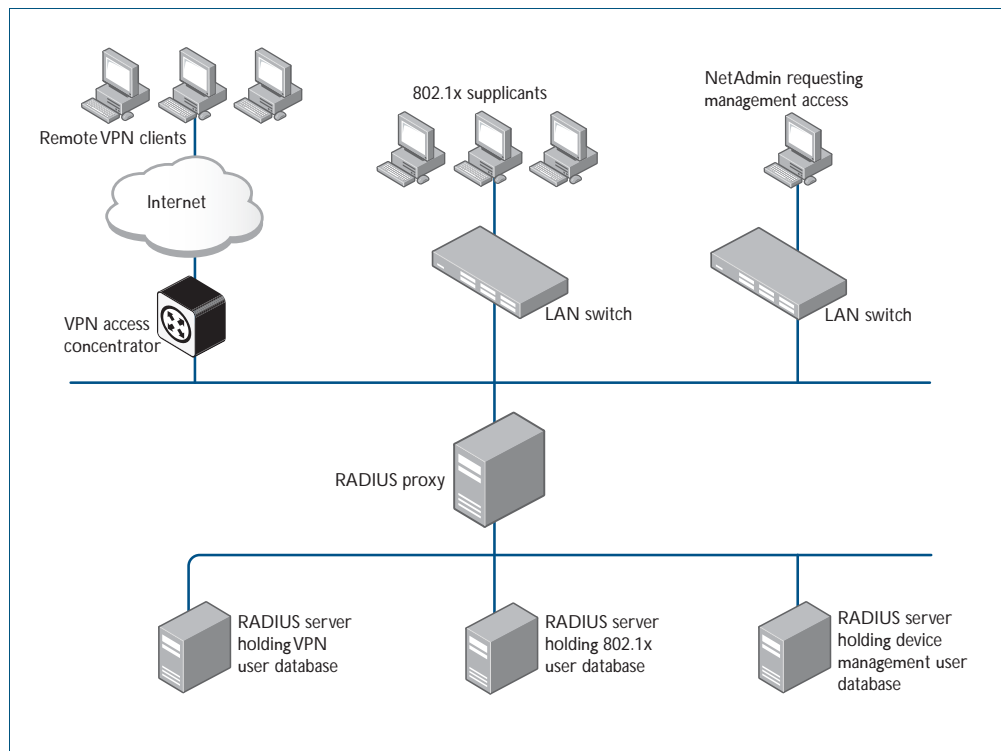 Remote VPN clients
802.1x supplicants
NetAdmin requesting
management access
Internet
VPN access
concentrator
LAN switch
LAN switch
RADIUS proxy
RADIUS server
holding VPN
user database
RADIUS server
holding 802.1x
user database
RADIUS server
holding device
management user
database